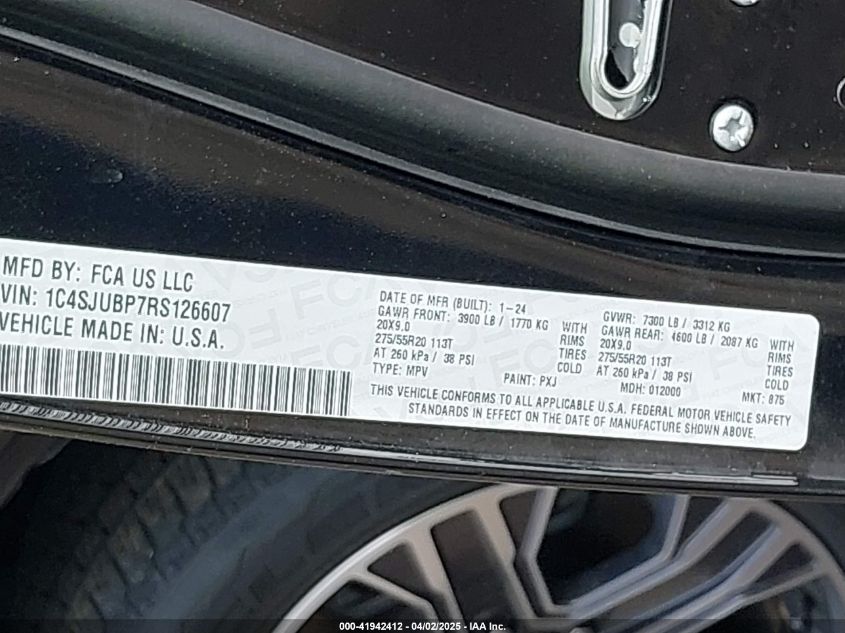 MFD BY: FCA US LLC
VIN: 1C4SJUBP7RS126607
VEHICLE MADE IN: U.S.A.
DATE OF MFR (BUILT): 1-24
GAWR FRONT: 3900 LB / 1770 KG WITH
20X9.0 RIMS
275/55R20 113T TIRES
AT 260 kPa / 38 PSI COLD
TYPE: MPV PAINT: PXJ
GVWR: 7300 LB / 3312 KG
GAWR REAR: 4600 LB / 2087 KG WITH
20X9.0 RIMS
275/55R20 113T TIRES
AT 260 kPa / 38 PSI COLD
MDH: 012000 MKT: 875
THIS VEHICLE CONFORMS TO ALL APPLICABLE U.S.A. FEDERAL MOTOR VEHICLE SAFETY
STANDARDS IN EFFECT ON THE DATE OF MANUFACTURE SHOWN ABOVE.
000-41942412 - 04/02/2025 - IAA Inc.